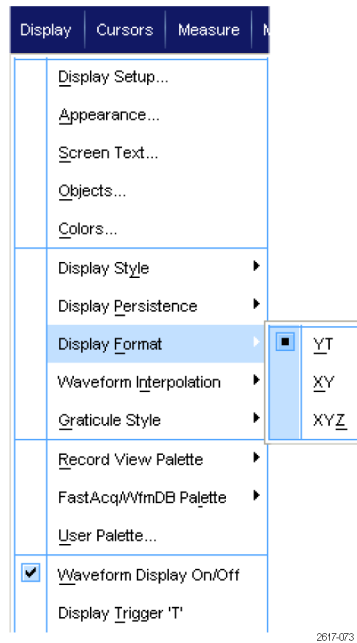 Display Cursors Measure
Display Setup...
Appearance...
Screen Text...
Objects...
Colors...
Display Style
Display Persistence
Display Format
YT
Waveform Interpolation
XY
Graticule Style
XYZ
Record View Palette
FastAcq/WfmDB Palette
User Palette...
Waveform Display On/Off
Display Trigger 'T'
2617-073